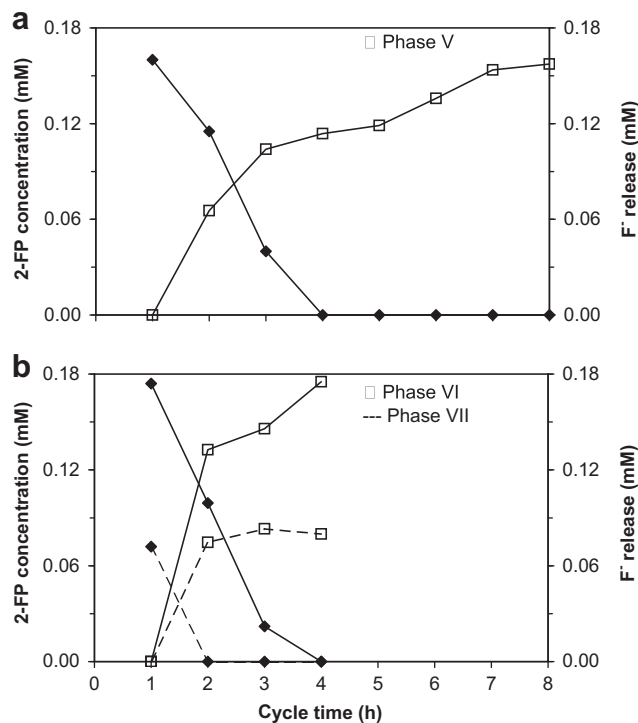 a
0.18
0.12
0.06
0.00
2-FP concentration (mM)
Phase V
0.18
0.12
0.06
0.00
F⁻ release (mM)
b
0.18
0.12
0.06
0.00
2-FP concentration (mM)
Phase VI
Phase VII
0.18
0.12
0.06
0.00
F⁻ release (mM)
0 1 2 3 4 5 6 7 8
Cycle time (h)